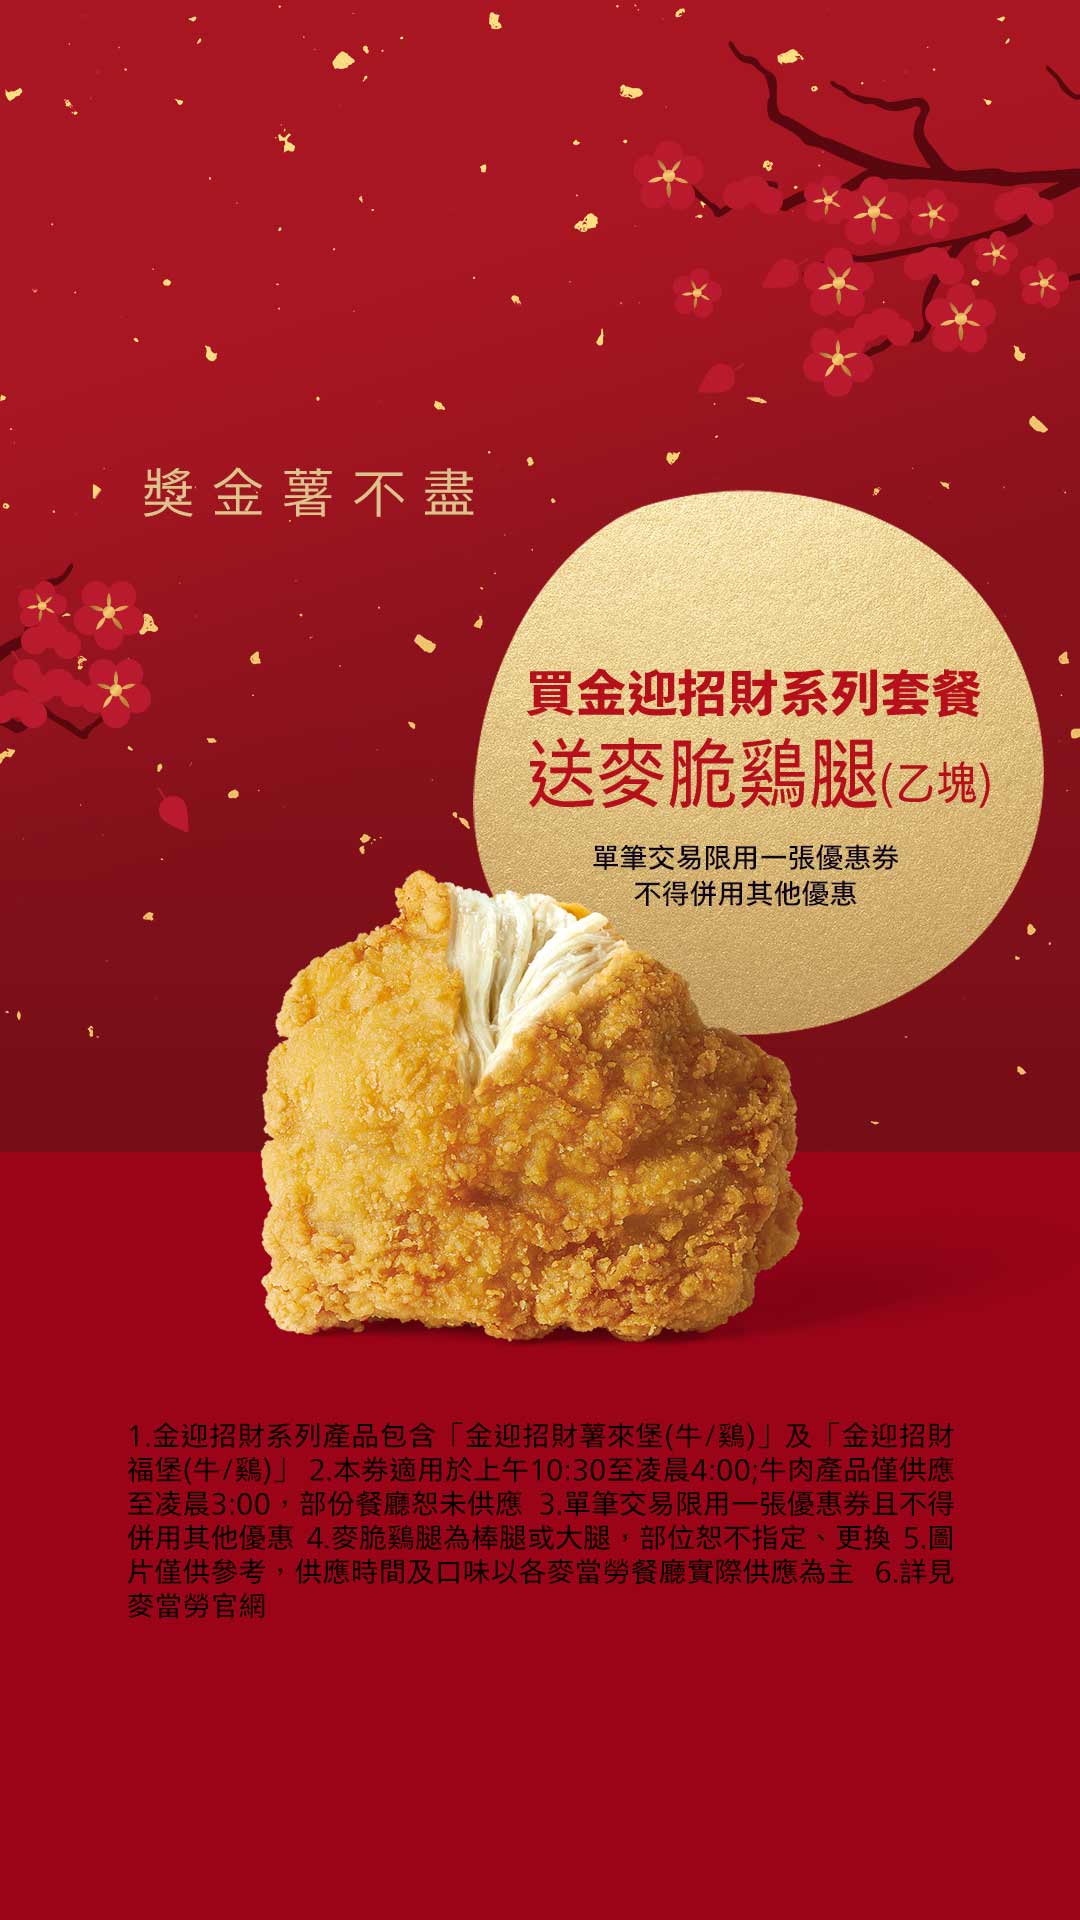 獎金薯不盡
買金迎招財系列套餐
送麥脆鷄腿(乙塊)
單筆交易限用一張優惠券
不得併用其他優惠
1.金迎招財系列產品包含「金迎招財薯來堡(牛/鷄)」及「金迎招財
福堡(牛/鷄)」 2.本券適用於上午10:30至凌晨4:00;牛肉產品僅供應
至凌晨3:00，部份餐廳恕未供應 3.單筆交易限用一張優惠券且不得
併用其他優惠 4.麥脆鷄腿為棒腿或大腿，部位恕不指定、更換 5.圖
片僅供參考，供應時間及口味以各麥當勞餐廳實際供應為主 6.詳見
麥當勞官網